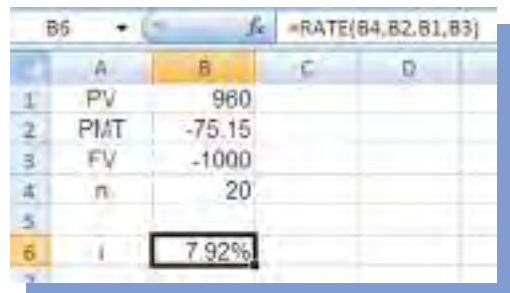 B6 fx =RATE(B4,B2,B1,B3)
A B C D
1 PV 960
2 PMT -75.15
3 FV -1000
4 n 20
5
6 i 7.92%
7